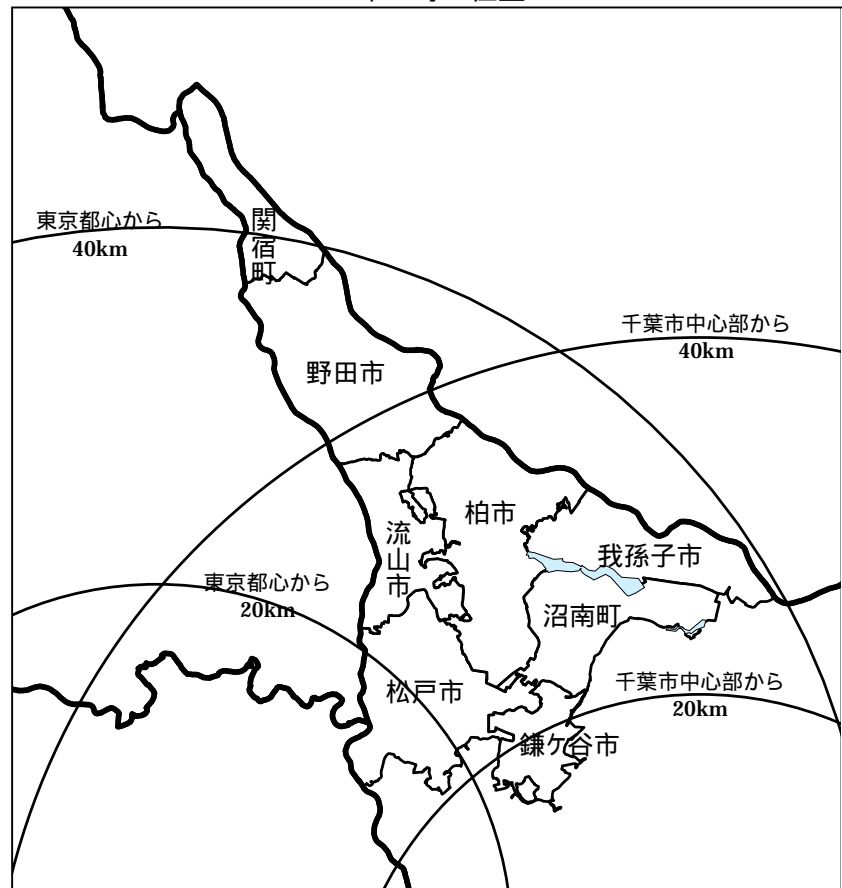 東京都心から
40km
関宿町
千葉市中心部から
40km
野田市
柏市
流山市
我孫子市
東京都心から
20km
沼南町
松戸市
千葉市中心部から
20km
鎌ケ谷市